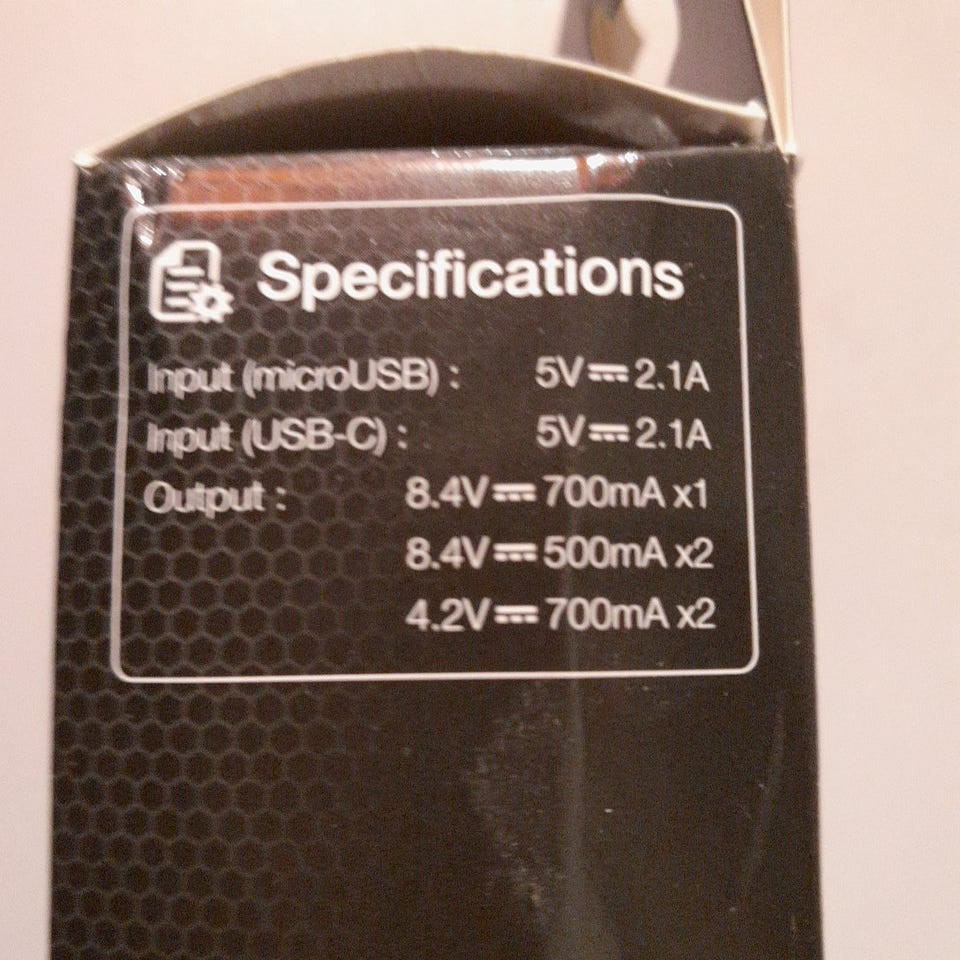 Specifications
Input (microUSB) : 5V⎓2.1A
Input (USB-C) : 5V⎓2.1A
Output : 8.4V⎓700mA x1
8.4V⎓500mA x2
4.2V⎓700mA x2